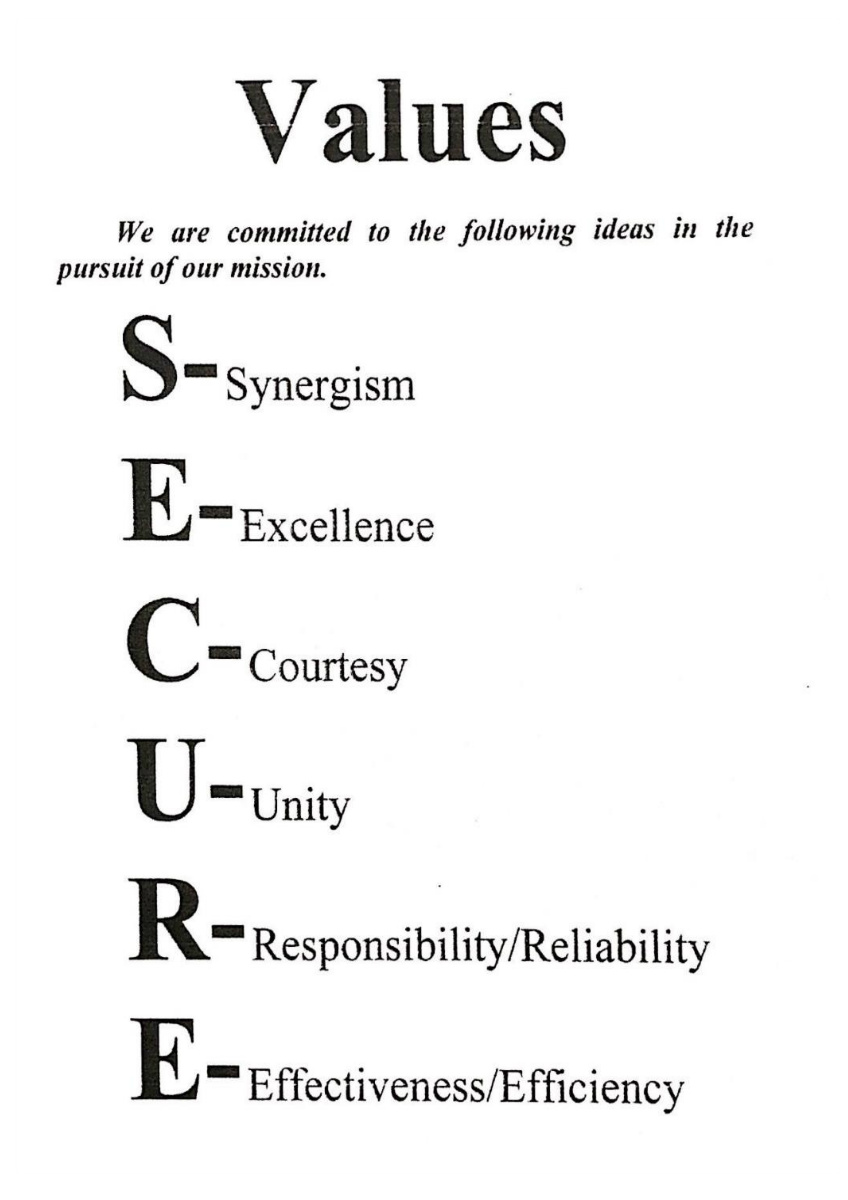 Values
We are committed to the following ideas in the
pursuit of our mission.
S-Synergism
E-Excellence
C-Courtesy
U-Unity
R-Responsibility/Reliability
E-Effectiveness/Efficiency